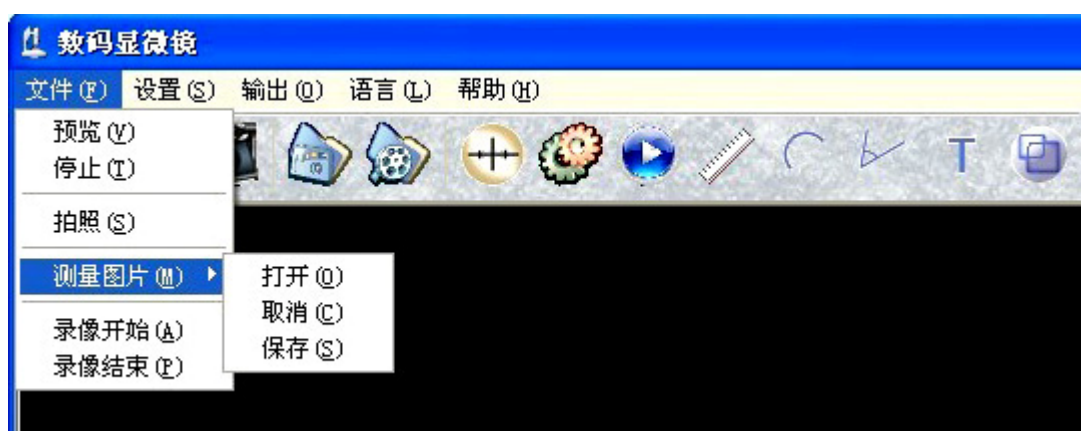 数码显微镜
文件(F) 设置(S) 输出(O) 语言(L) 帮助(H)
预览(V)
停止(T)
拍照(S)
测量图片(M)
录像开始(A)
录像结束(P)
打开(O)
取消(C)
保存(S)
T